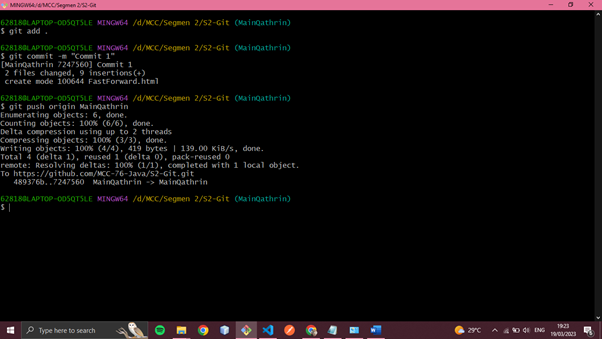 MINGW64:/d/MCC/Segmen 2/S2-Git
62818@LAPTOP-OD5QT5LE MINGW64 /d/MCC/Segmen 2/S2-Git (MainQathrin)
$ git add .
62818@LAPTOP-OD5QT5LE MINGW64 /d/MCC/Segmen 2/S2-Git (MainQathrin)
$ git commit -m "Commit 1"
[MainQathrin 7247560] Commit 1
2 files changed, 9 insertions(+)
create mode 100644 FastForward.html
62818@LAPTOP-OD5QT5LE MINGW64 /d/MCC/Segmen 2/S2-Git (MainQathrin)
$ git push origin MainQathrin
Enumerating objects: 6, done.
Counting objects: 100% (6/6), done.
Delta compression using up to 2 threads
Compressing objects: 100% (3/3), done.
Writing objects: 100% (4/4), 419 bytes | 139.00 KiB/s, done.
Total 4 (delta 1), reused 1 (delta 0), pack-reused 0
remote: Resolving deltas: 100% (1/1), completed with 1 local object.
To https://github.com/MCC-76-Java/S2-Git.git
489376b..7247560  MainQathrin -> MainQathrin
62818@LAPTOP-OD5QT5LE MINGW64 /d/MCC/Segmen 2/S2-Git (MainQathrin)
$
Type here to search
29°C
ENG
19:23
19/03/2023